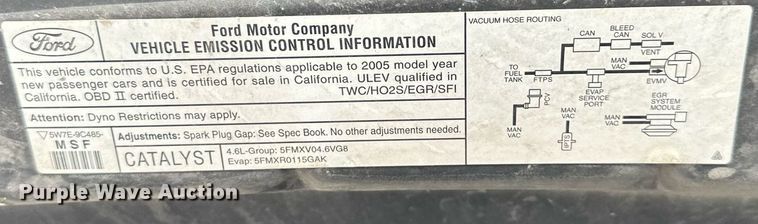 Ford
Ford Motor Company
VEHICLE EMISSION CONTROL INFORMATION
This vehicle conforms to U.S. EPA regulations applicable to 2005 model year
new passenger cars and is certified for sale in California. ULEV qualified in
California. OBD II certified.
TWC/HO2S/EGR/SFI
Attention: Dyno Restrictions may apply.
5W7E-9C485-
MSF
Adjustments: Spark Plug Gap: See Spec Book. No other adjustments needed.
CATALYST
4.6L-Group: 5FMXV04.6VG8
Evap: 5FMXR0115GAK
VACUUM HOSE ROUTING
CAN
BLEED
CAN
SOL V
VENT
TO
FUEL
TANK
FTPS
MAN
VAC
EVMV
EVAP
SERVICE
PORT
PCV
MAN
VAC
MAN
VAC
IPTS
MAN
VAC
EGR
SYSTEM
MODULE
Purple Wave Auction